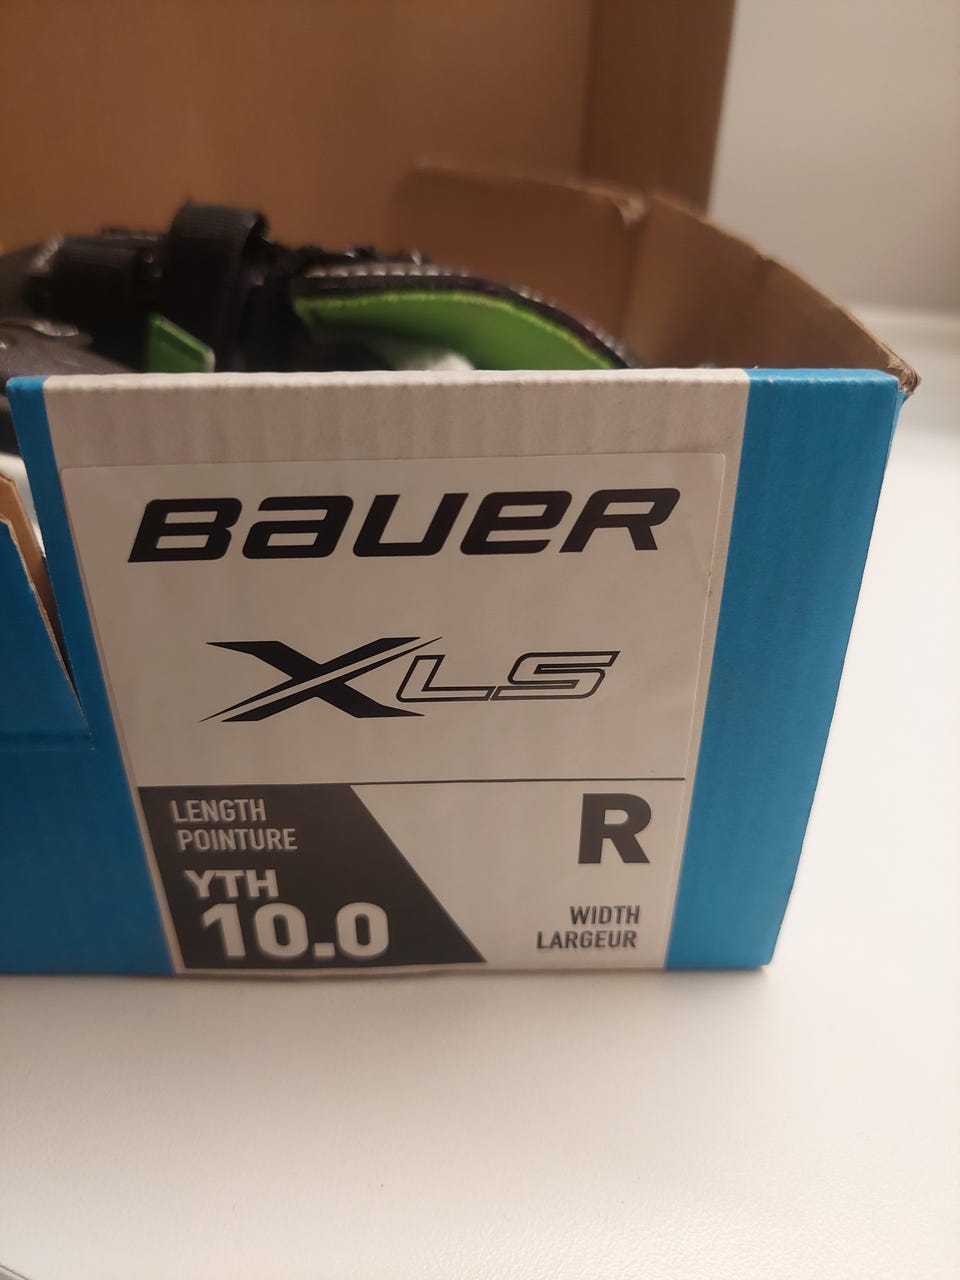 BAUER
XLS
LENGTH
POINTURE
YTH
10.0
R
WIDTH
LARGEUR